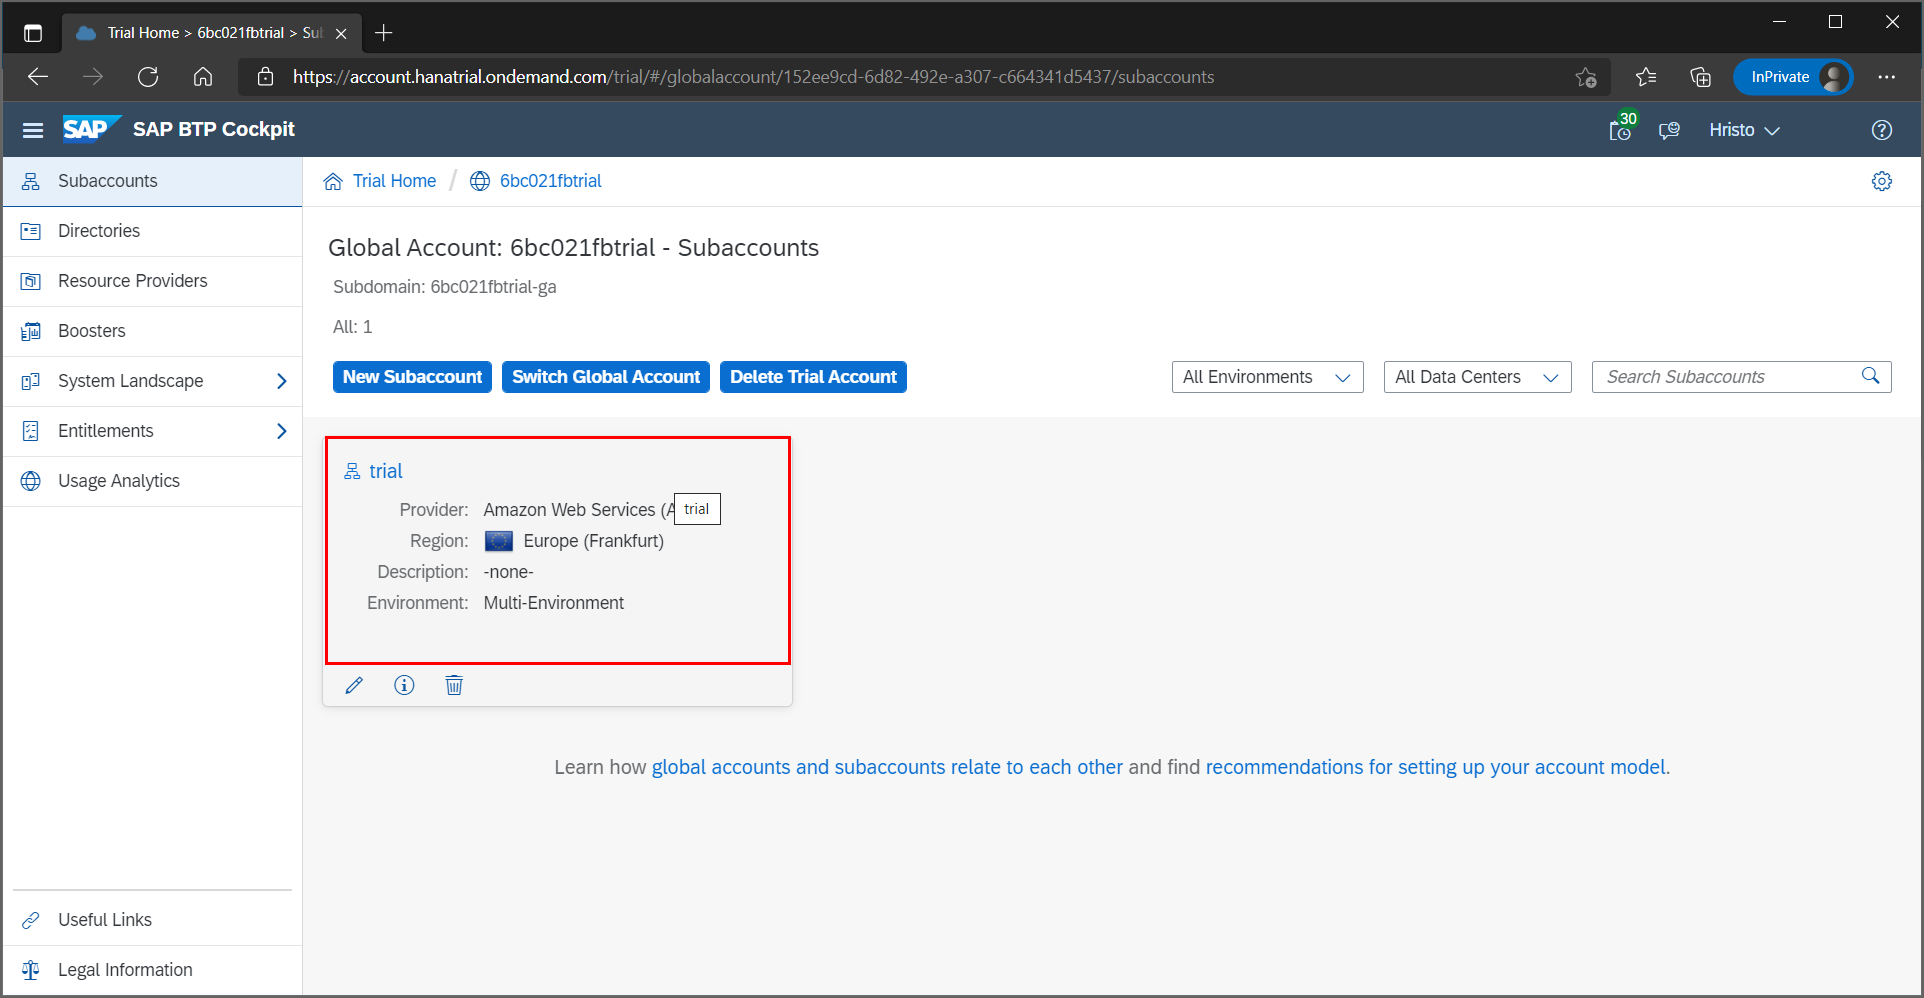 Trial Home > 6bc021fbtrial > Sub
https://account.hanatrial.ondemand.com/trial/#/globalaccount/152ee9cd-6d82-492e-a307-c664341d5437/subaccounts
InPrivate
SAP
SAP BTP Cockpit
30
Hristo
Subaccounts
Directories
Resource Providers
Boosters
System Landscape
Entitlements
Usage Analytics
Useful Links
Legal Information
Trial Home / 6bc021fbtrial
Global Account: 6bc021fbtrial - Subaccounts
Subdomain: 6bc021fbtrial-ga
All: 1
New Subaccount Switch Global Account Delete Trial Account All Environments All Data Centers Search Subaccounts
trial
Provider: Amazon Web Services (A
trial
Region: Europe (Frankfurt)
Description: -none-
Environment: Multi-Environment
Learn how global accounts and subaccounts relate to each other and find recommendations for setting up your account model.